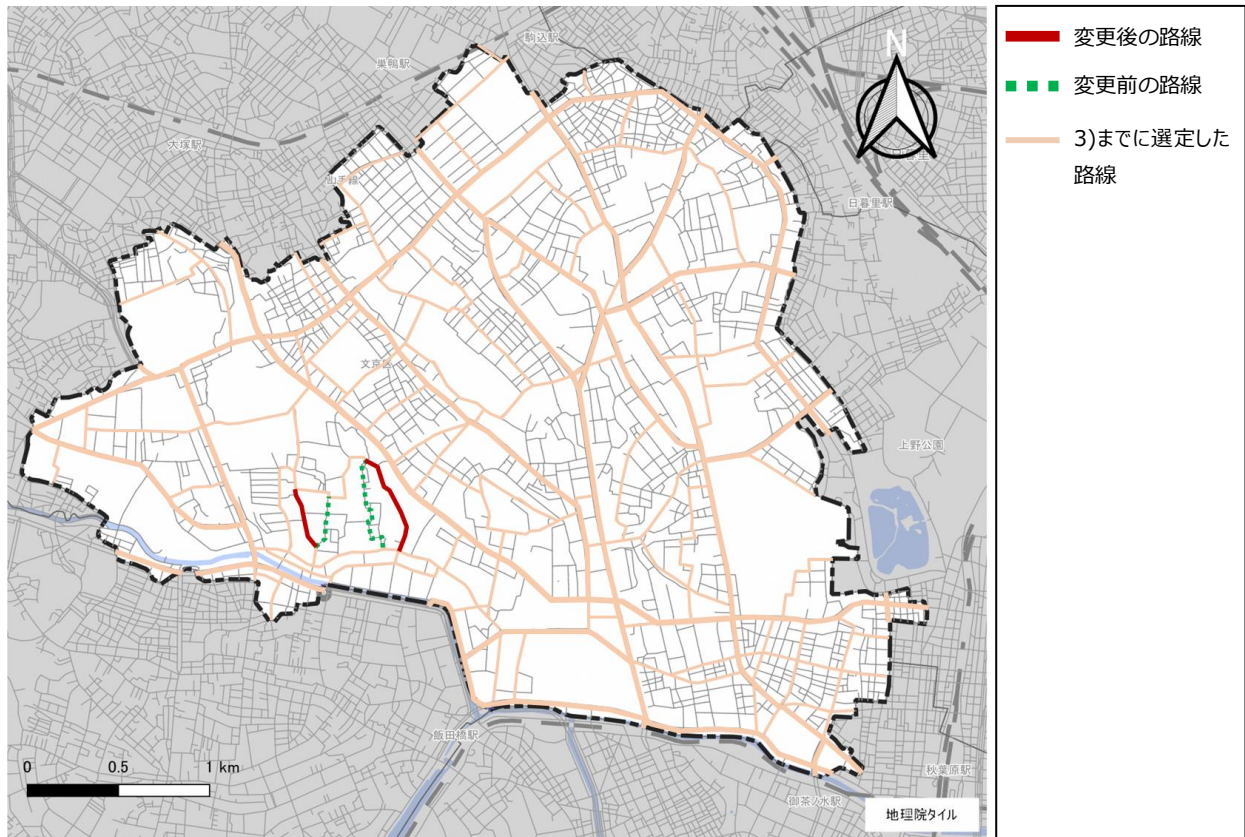 駒込駅
巣鴨駅
大塚駅
山手線
N
日暮里駅
文京区
上野公園
飯田橋駅
秋葉原駅
御茶ノ水駅
0 0.5 1 km
地理院タイル
変更後の路線
変更前の路線
3)までに選定した
路線